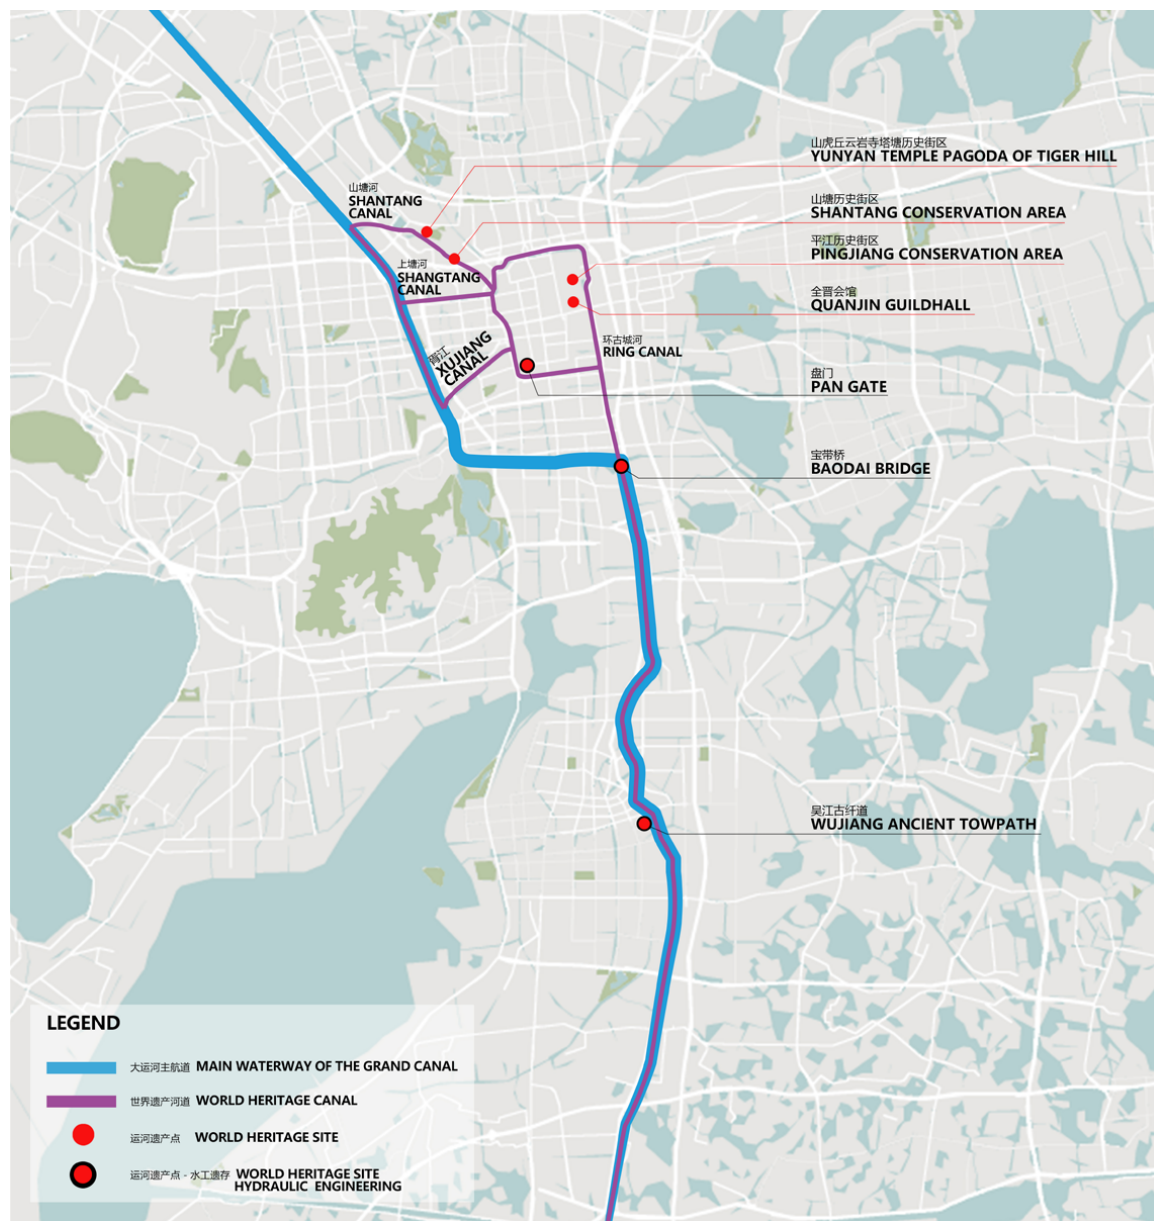 山虎丘云岩寺塔塘历史街区
YUNYAN TEMPLE PAGODA OF TIGER HILL
山塘河
SHANTANG
CANAL
山塘历史街区
SHANTANG CONSERVATION AREA
平江历史街区
PINGJIANG CONSERVATION AREA
上塘河
SHANGTANG
CANAL
全晋会馆
QUANJIN GUILDHALL
胥江
XUJIANG
CANAL
环古城河
RING CANAL
盘门
PAN GATE
宝带桥
BAODAI BRIDGE
吴江古纤道
WUJIANG ANCIENT TOWPATH
LEGEND
大运河主航道 MAIN WATERWAY OF THE GRAND CANAL
世界遗产河道 WORLD HERITAGE CANAL
运河遗产点 WORLD HERITAGE SITE
运河遗产点 - 水工遗存 WORLD HERITAGE SITE
HYDRAULIC ENGINEERING